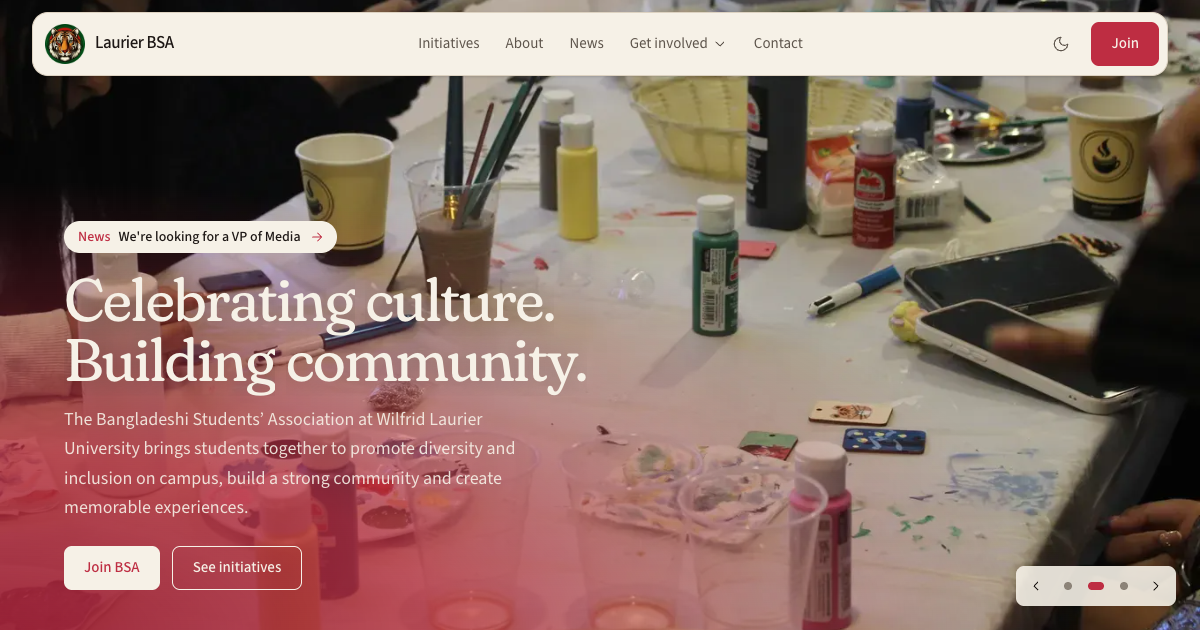 Laurier BSA
Initiatives
About
News
Get involved
Contact
Join
News We're looking for a VP of Media
Celebrating culture.
Building community.
The Bangladeshi Students’ Association at Wilfrid Laurier
University brings students together to promote diversity and
inclusion on campus, build a strong community and create
memorable experiences.
Join BSA
See initiatives